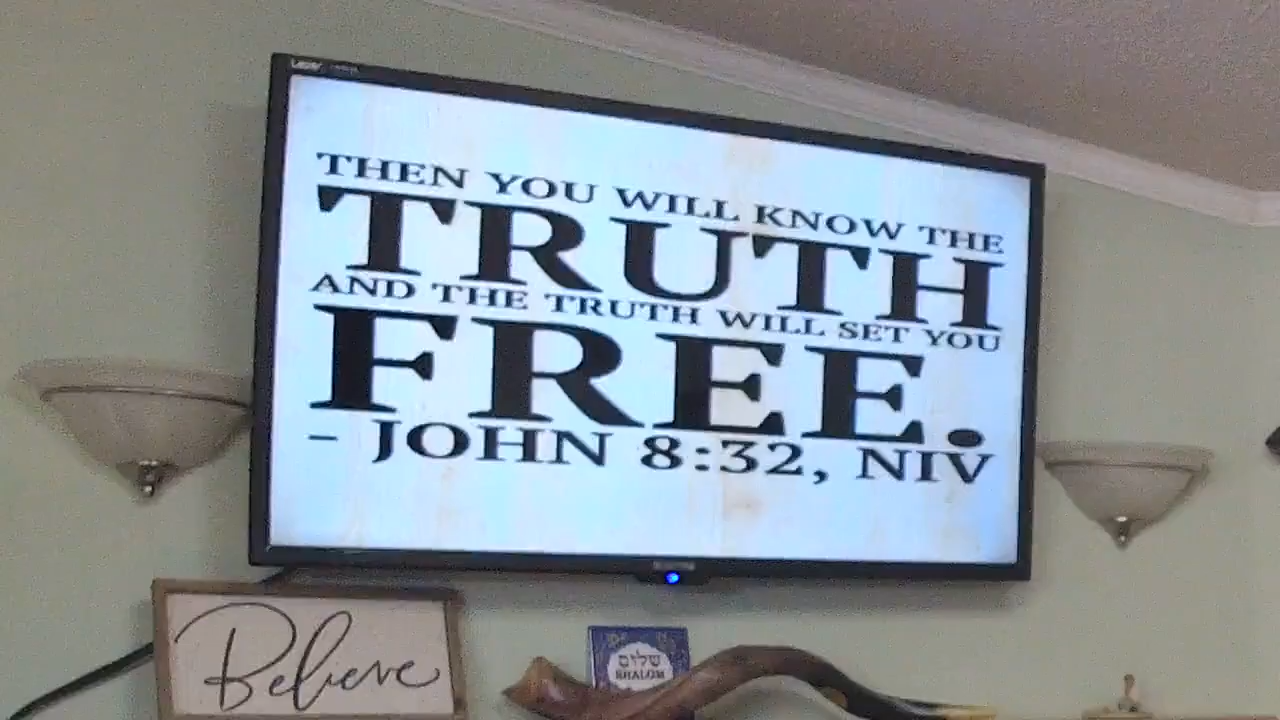 THEN YOU WILL KNOW THE
TRUTH
AND THE TRUTH WILL SET YOU
FREE.
- JOHN 8:32, NIV
Believe
שלום
SHALOM